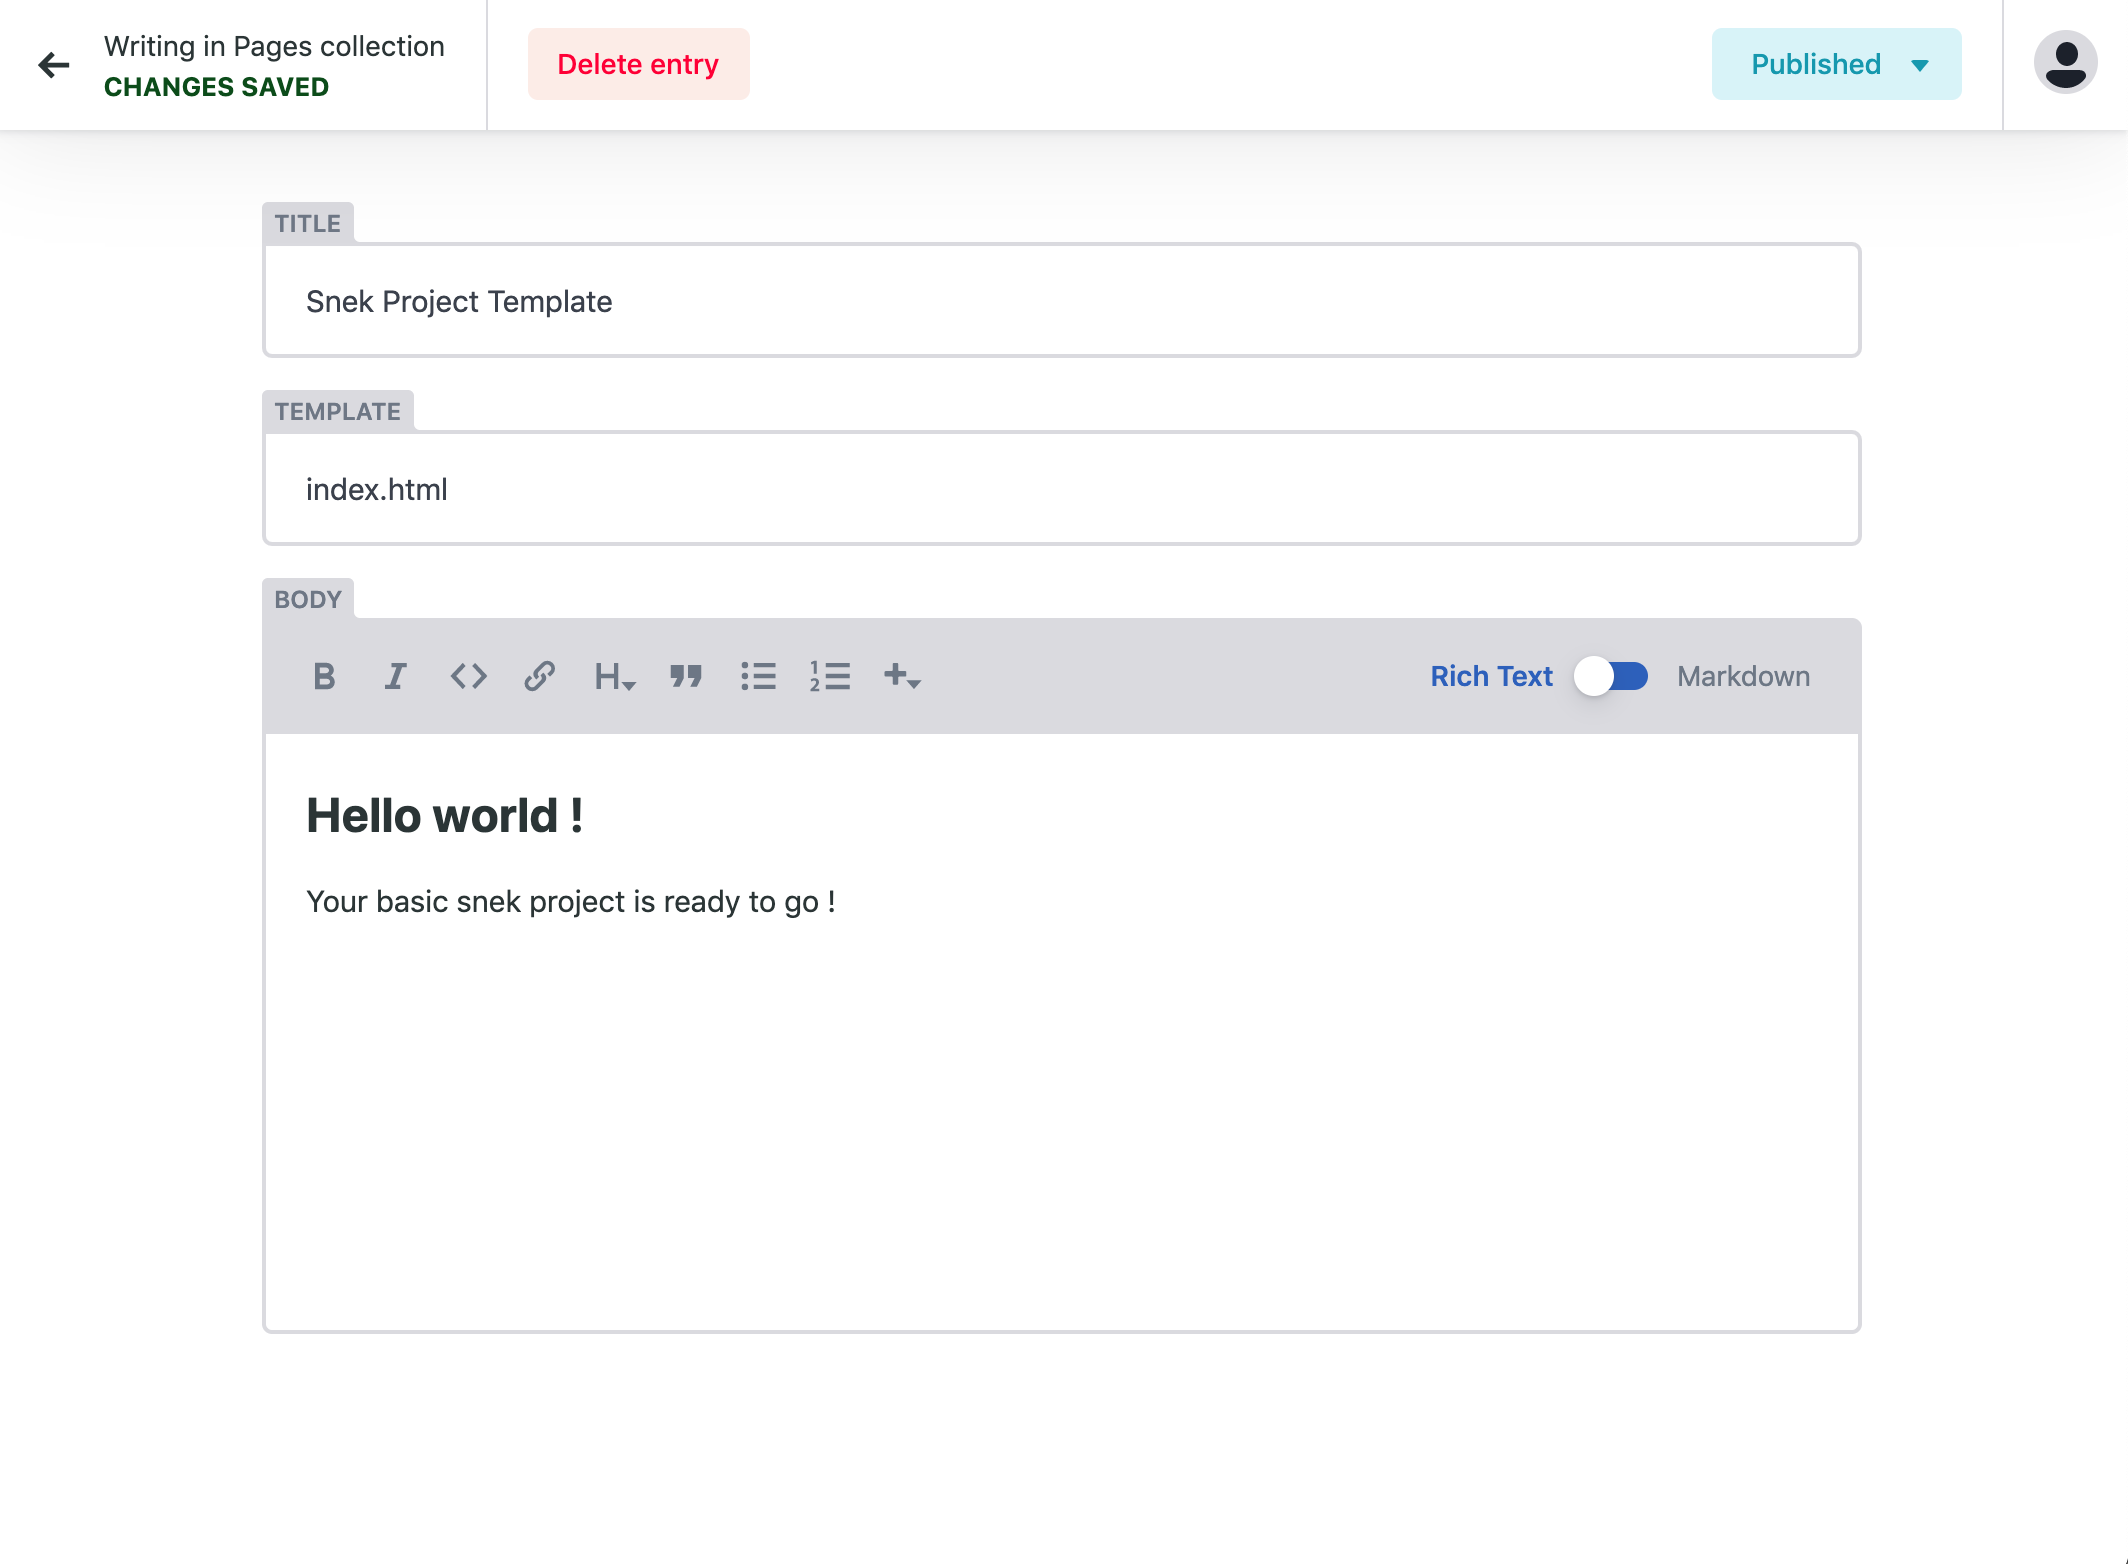 Writing in Pages collection
CHANGES SAVED
Delete entry
Published
TITLE
Snek Project Template
TEMPLATE
index.html
BODY
Rich Text
Markdown
Hello world !
Your basic snek project is ready to go !